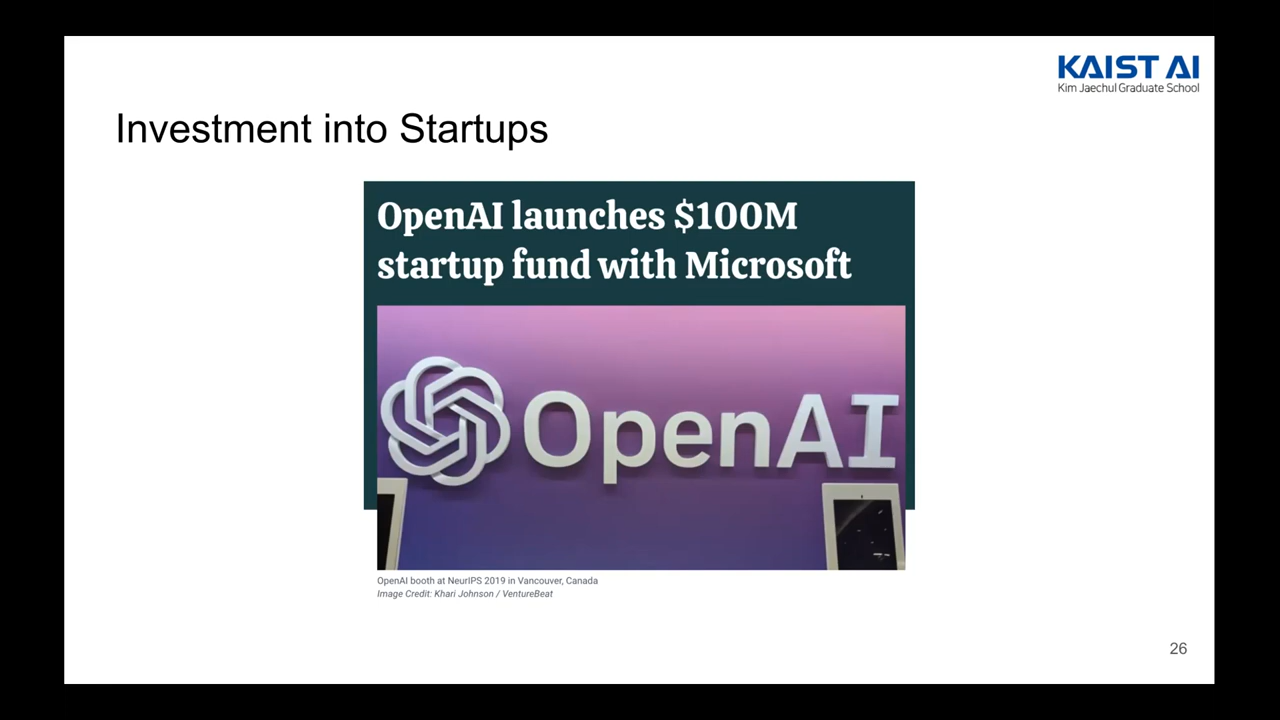 KAIST AI
Kim Jaechul Graduate School
Investment into Startups
OpenAI launches $100M
startup fund with Microsoft
OpenAI
OpenAI booth at NeurIPS 2019 in Vancouver, Canada
Image Credit: Khari Johnson / VentureBeat
26